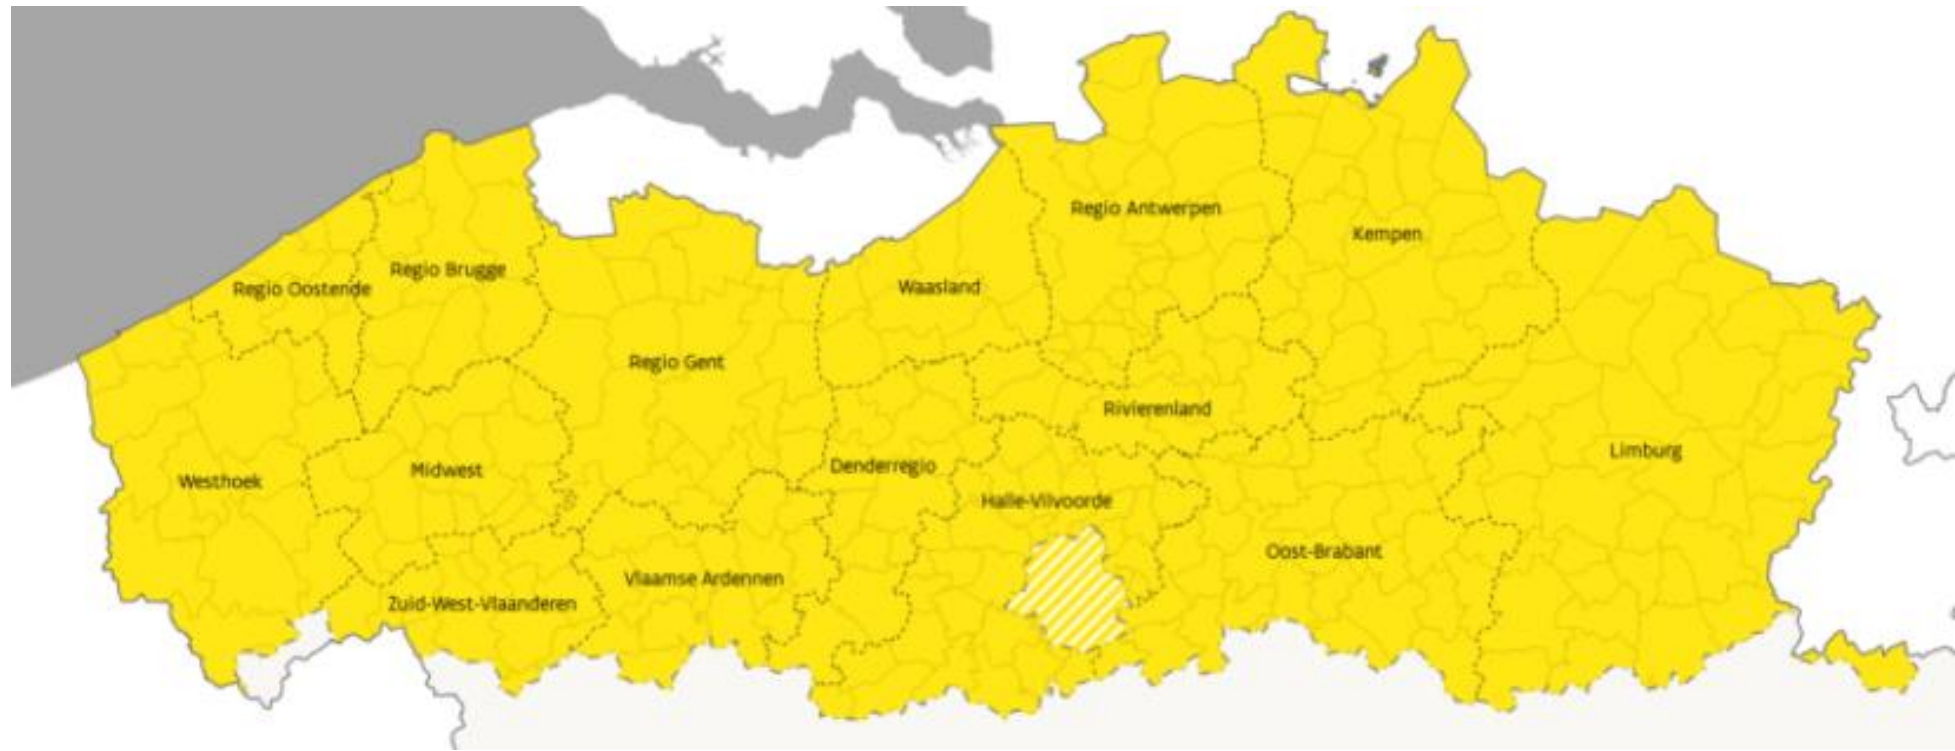 Regio Antwerpen
Kempen
Regio Brugge
Regio Oostende
Waasland
Regio Gent
Rivierenland
Limburg
Midwest
Denderregio
Westhoek
Halle-Vilvoorde
Oost-Brabant
Vlaamse Ardennen
Zuid-West-Vlaanderen